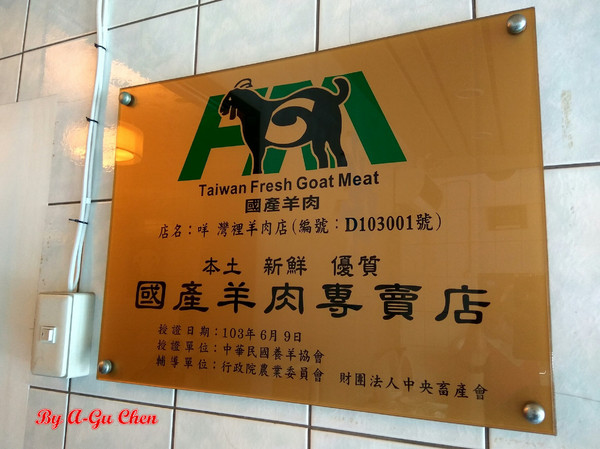 Taiwan Fresh Goat Meat
國產羊肉
店名：咩 灣裡羊肉店(編號：D103001號)
本土 新鮮 優質
國產羊肉專賣店
授證日期：103年6月9日
授證單位：中華民國養羊協會
輔導單位：行政院農業委員會 財團法人中央畜產會
By A-Gu Chen